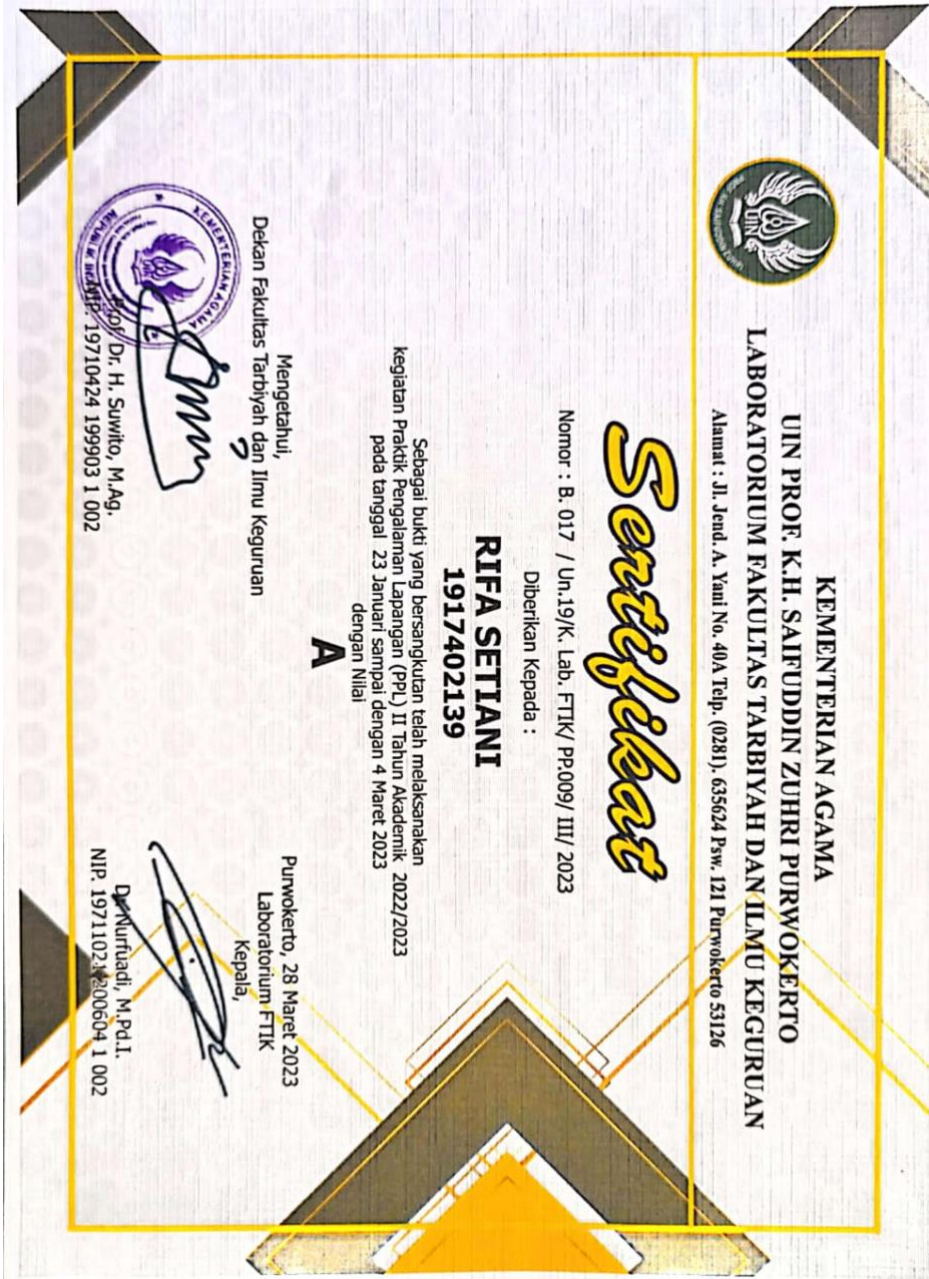 KEMENTERIAN AGAMA
UIN PROF. K.H. SAIFUDDIN ZUHRI PURWOKERTO
LABORATORIUM FAKULTAS TARBIYAH DAN ILMU KEGURUAN
Alamat : Jl. Jend. A. Yani No. 40A Telp. (0281). 635624 Psw. 121 Purwokerto 53126
UIN
Sertifikat
Nomor : B. 017 / Un.19/K. Lab. FTIK/ PP.009/ III/ 2023
Diberikan Kepada :
RIFA SETIANI
1917402139
Sebagai bukti yang bersangkutan telah melaksanakan
kegiatan Praktik Pengalaman Lapangan (PPL) II Tahun Akademik 2022/2023
pada tanggal 23 Januari sampai dengan 4 Maret 2023
dengan Nilai
A
Mengetahui,
Dekan Fakultas Tarbiyah dan Ilmu Keguruan
KEMENTERIAN AGAMA
REPUBLIK
Prof. Dr. H. Suwito, M.Ag.
NIP. 19710424 199903 1 002
Purwokerto, 28 Maret 2023
Laboratorium FTIK
Kepala,
Dr. Nurfuadi, M.Pd.I.
NIP. 19711021 200604 1 002